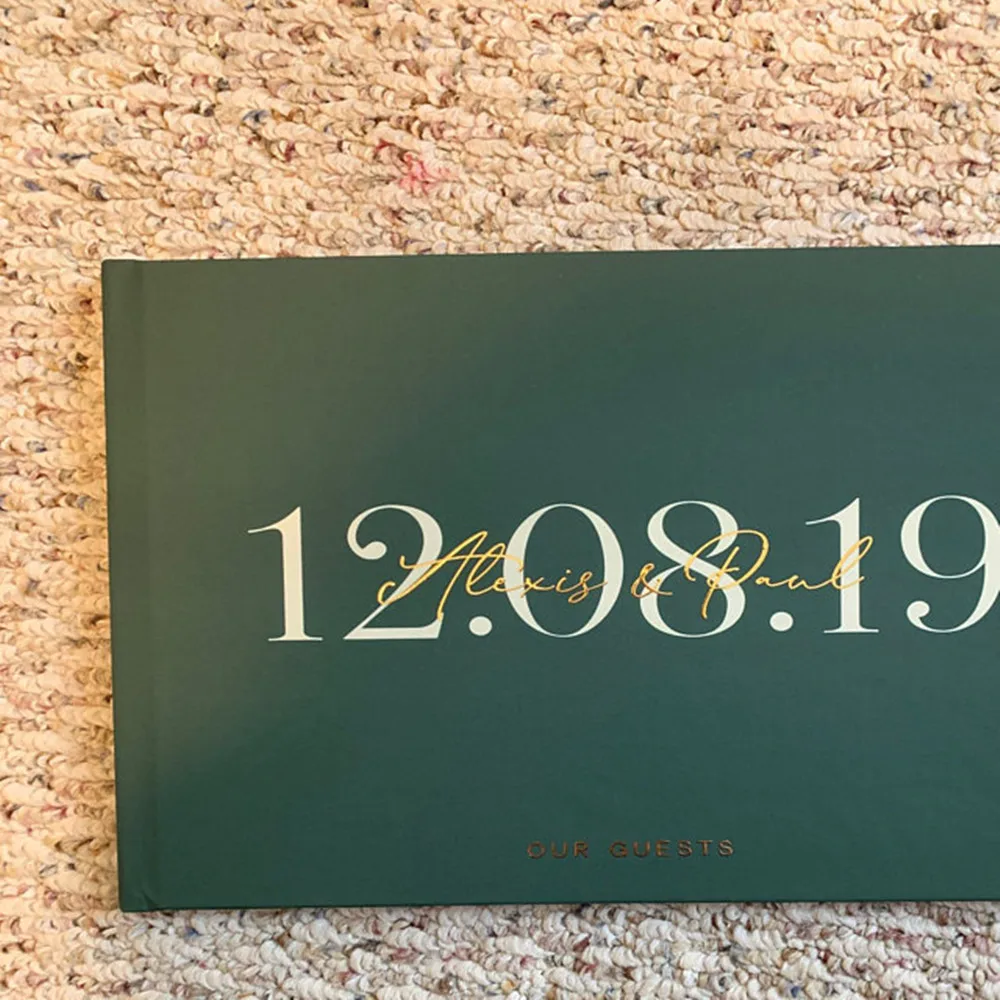 12.08.19
Alexis & Paul
OUR GUESTS